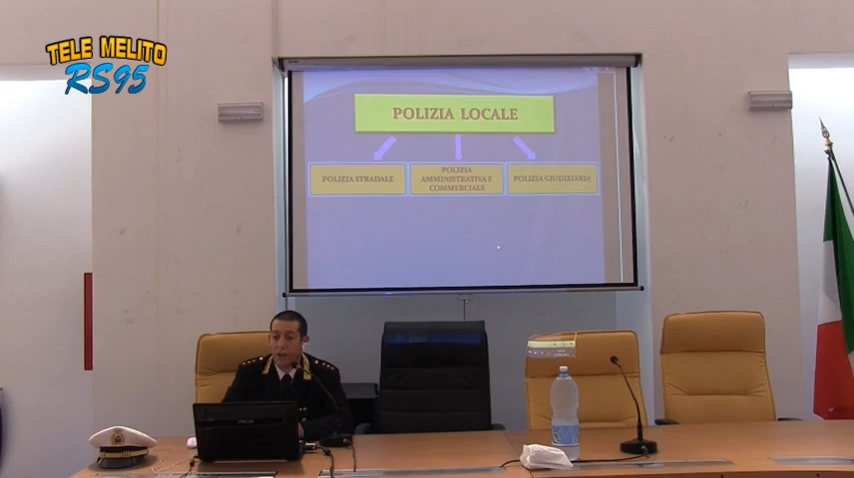 TELE MELITO
RS95
POLIZIA LOCALE
POLIZIA STRADALE
POLIZIA
AMMINISTRATIVA E
COMMERCIALE
POLIZIA GIUDIZIARIA